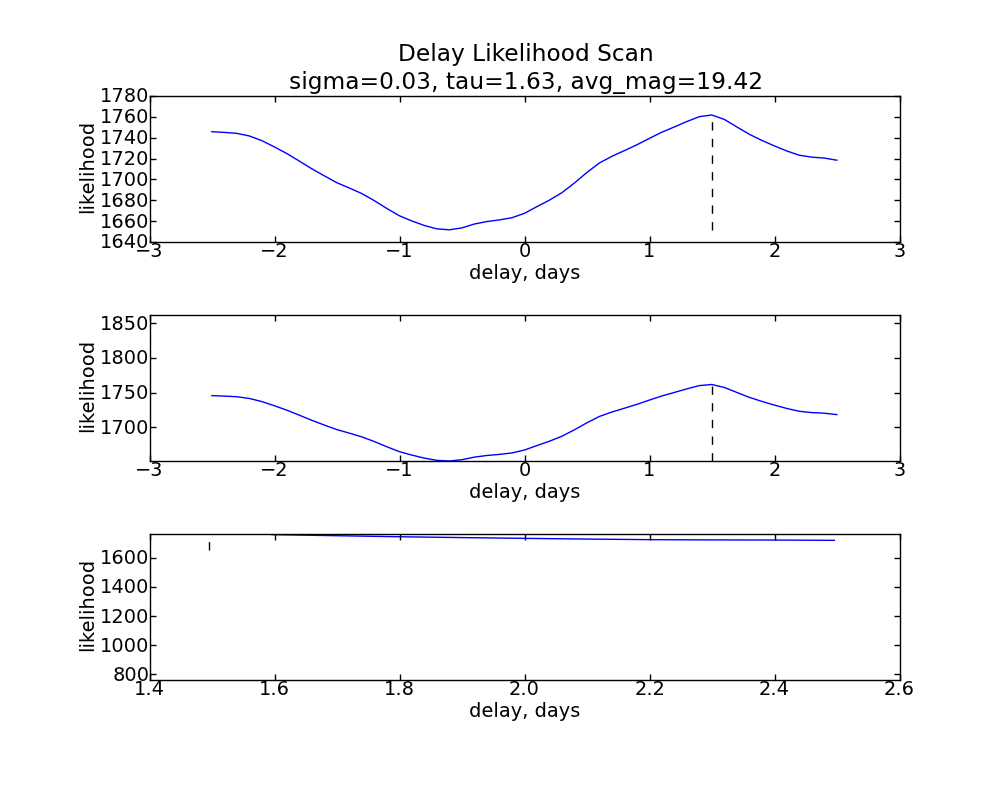 Delay Likelihood Scan
sigma=0.03, tau=1.63, avg_mag=19.42
1780
1760
1740
1720
1700
1680
1660
1640
likelihood
−3 −2 −1 0 1 2 3
delay, days
1850
1800
1750
1700
likelihood
−3 −2 −1 0 1 2 3
delay, days
1600
1400
1200
1000
800
likelihood
1.4 1.6 1.8 2.0 2.2 2.4 2.6
delay, days